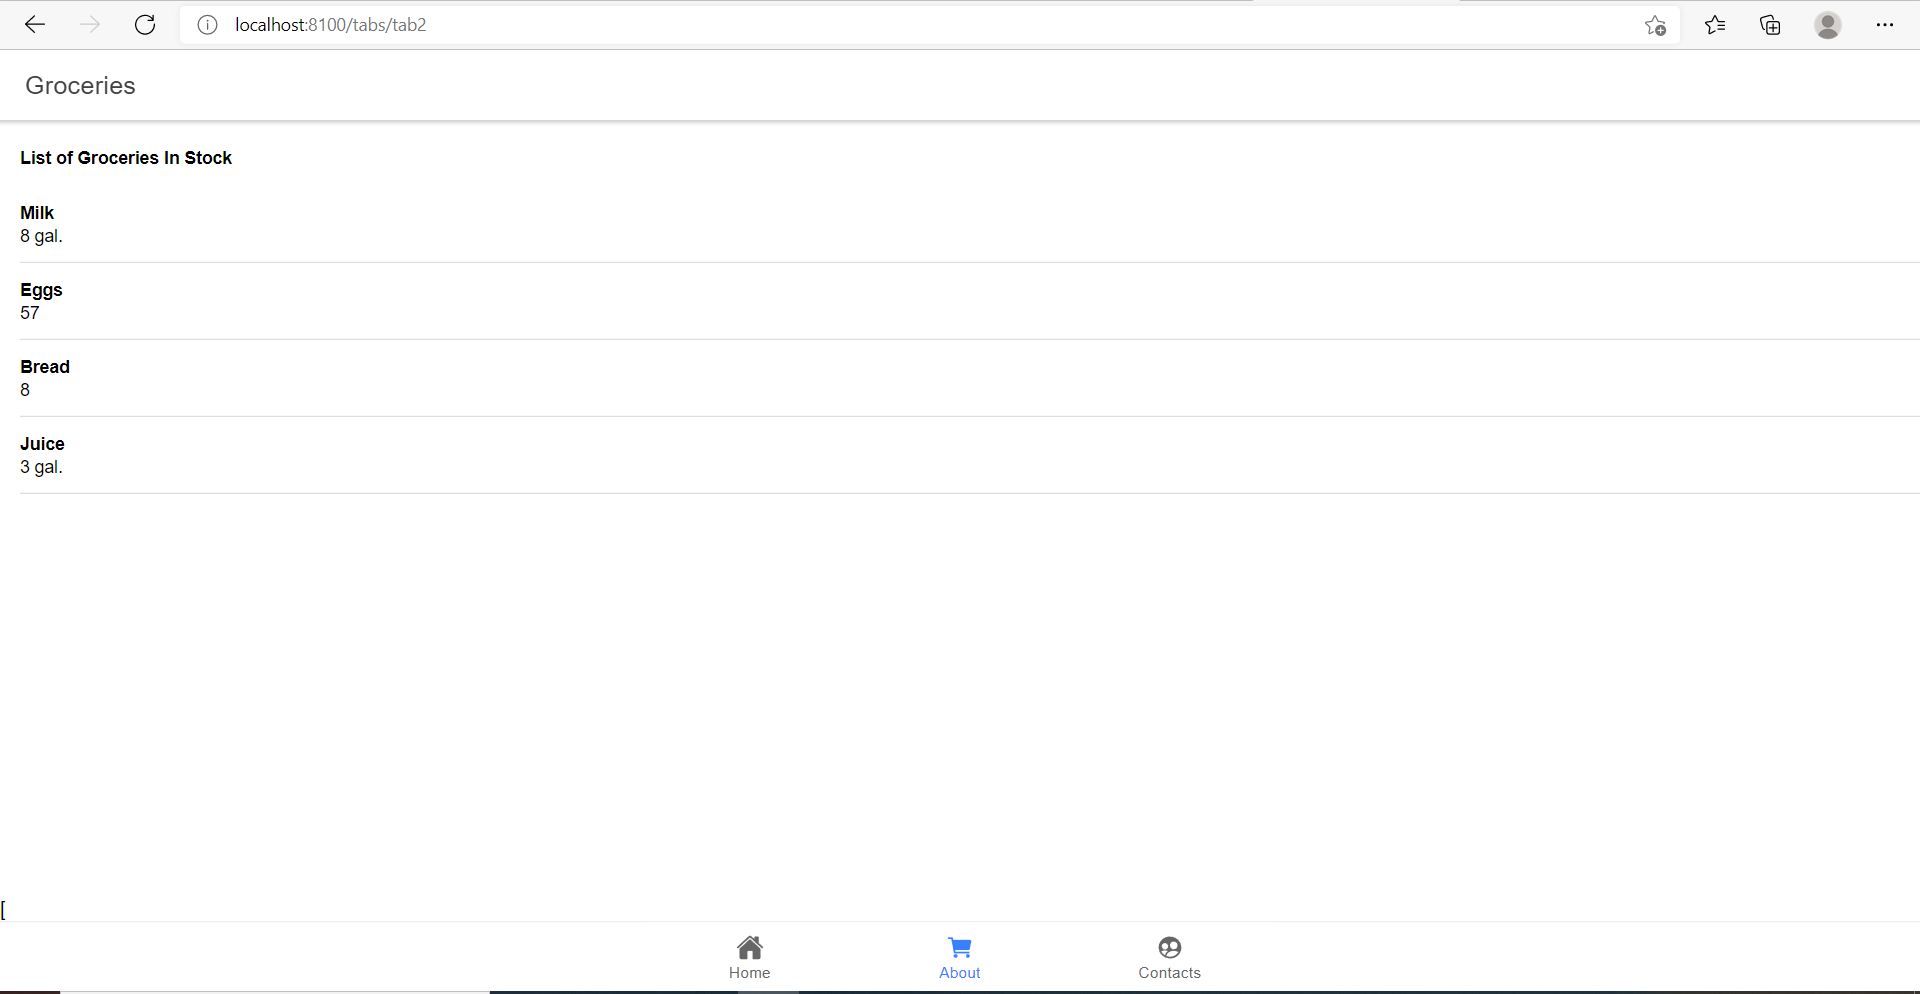 localhost:8100/tabs/tab2
Groceries
List of Groceries In Stock
Milk
8 gal.
Eggs
57
Bread
8
Juice
3 gal.
[
Home
About
Contacts